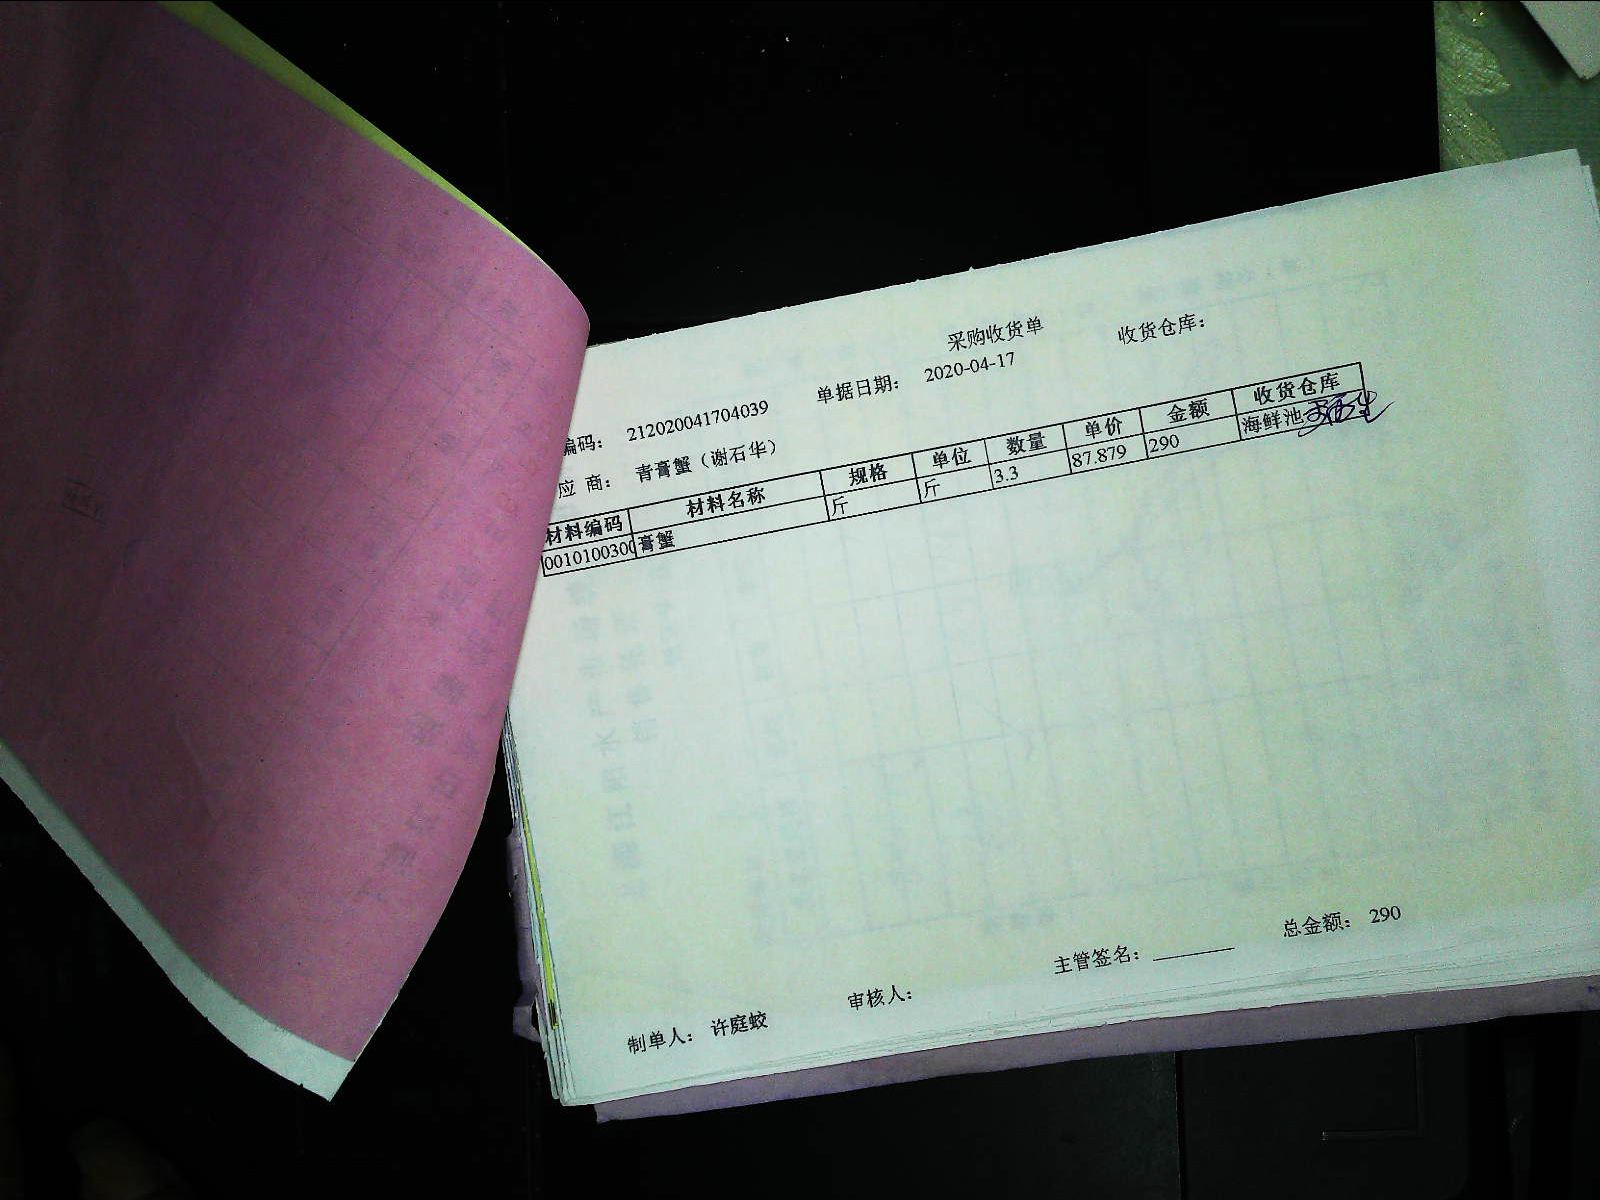 采购收货单
编码： 212020041704039 单据日期： 2020-04-17 收货仓库：
应 商： 青膏蟹（谢石华）
材料编码 材料名称 规格 单位 数量 单价 金额 收货仓库
0010100300 膏蟹 斤 斤 3.3 87.879 290 海鲜池
制单人： 许庭蛟 审核人： 主管签名： 总金额： 290